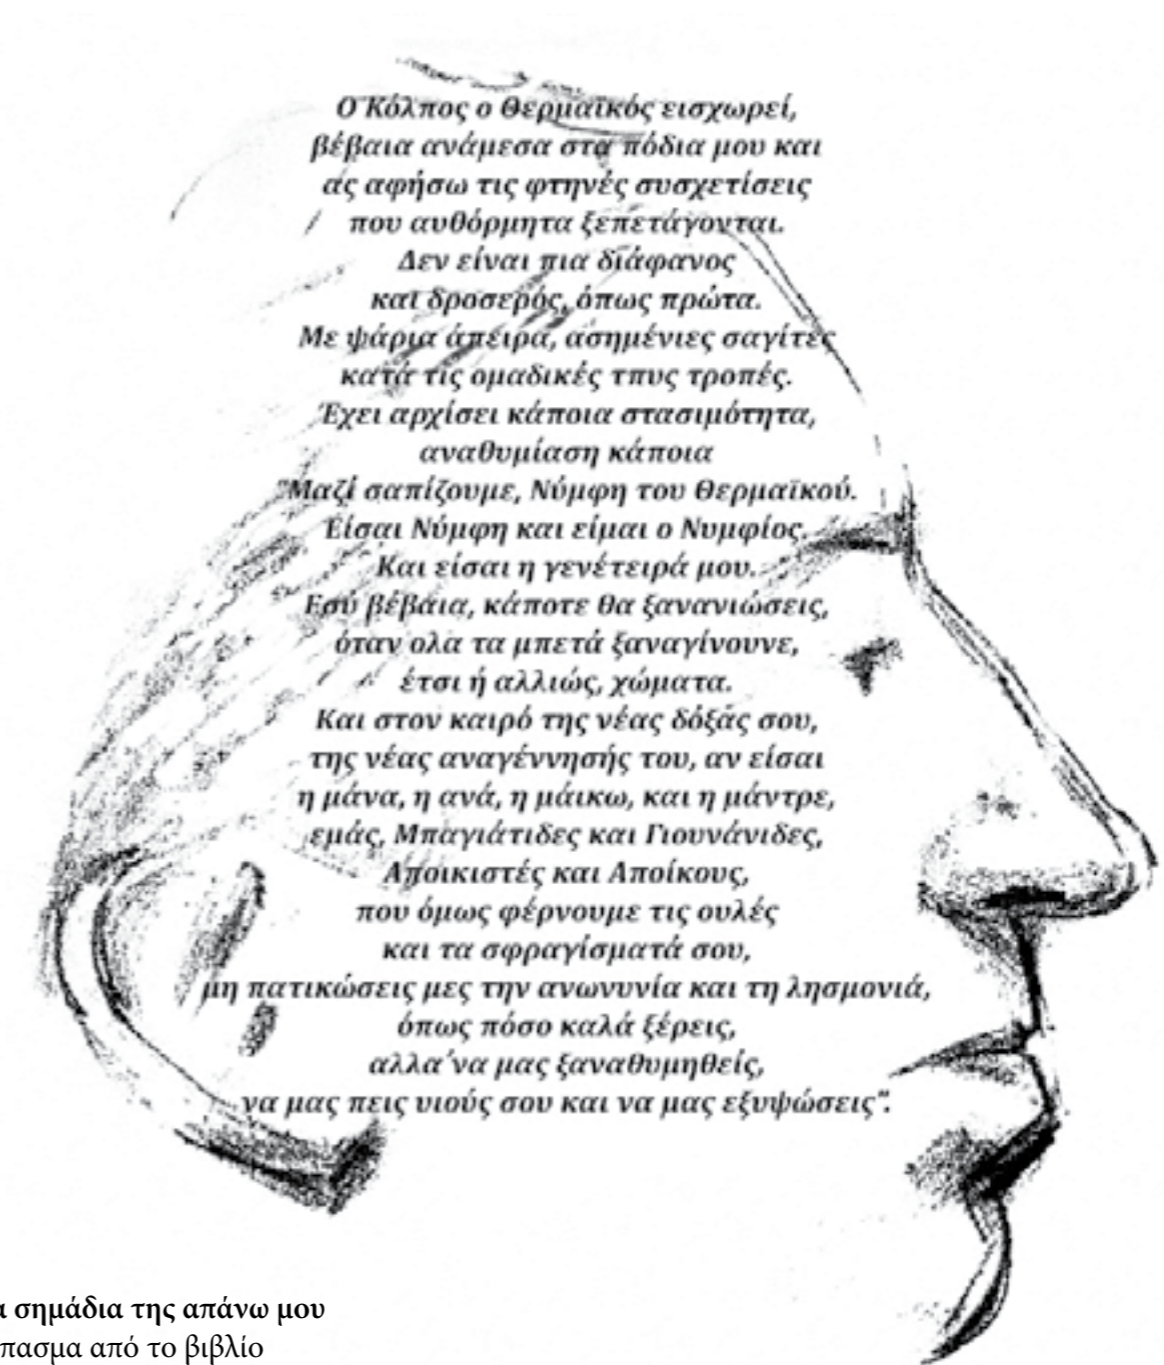 Ο Κόλπος ο Θερμαϊκός εισχωρεί,
βέβαια ανάμεσα στα πόδια μου και
ας αφήσω τις φτηνές συσχετίσεις
που αυθόρμητα ξεπετάγονται.
Δεν είναι πια διάφανος
και δροσερός, όπως πρώτα.
Με ψάρια άπειρα, ασημένιες σαγίτες
κατά τις ομαδικές τπυς τροπές.
Έχει αρχίσει κάποια στασιμότητα,
αναθυμίαση κάποια
"Μαζί σαπίζουμε, Νύμφη του Θερμαϊκού.
Είσαι Νύμφη και είμαι ο Νυμφίος.
Και είσαι η γενέτειρά μου.
Εσύ βέβαια, κάποτε θα ξανανιώσεις,
όταν ολα τα μπετά ξαναγίνουνε,
έτσι ή αλλιώς, χώματα.
Και στον καιρό της νέας δόξάς σου,
της νέας αναγέννησής του, αν είσαι
η μάνα, η ανά, η μάικω, και η μάντρε,
εμάς, Μπαγιάτιδες και Γιουνάνιδες,
Αποικιστές και Αποίκους,
που όμως φέρνουμε τις ουλές
και τα σφραγίσματά σου,
μη πατικώσεις μες την ανωνυνία και τη λησμονιά,
όπως πόσο καλά ξέρεις,
αλλα΄να μας ξαναθυμηθείς,
να μας πεις υιούς σου και να μας εξυψώσεις".
α σημάδια της απάνω μου
πασμα από το βιβλίο